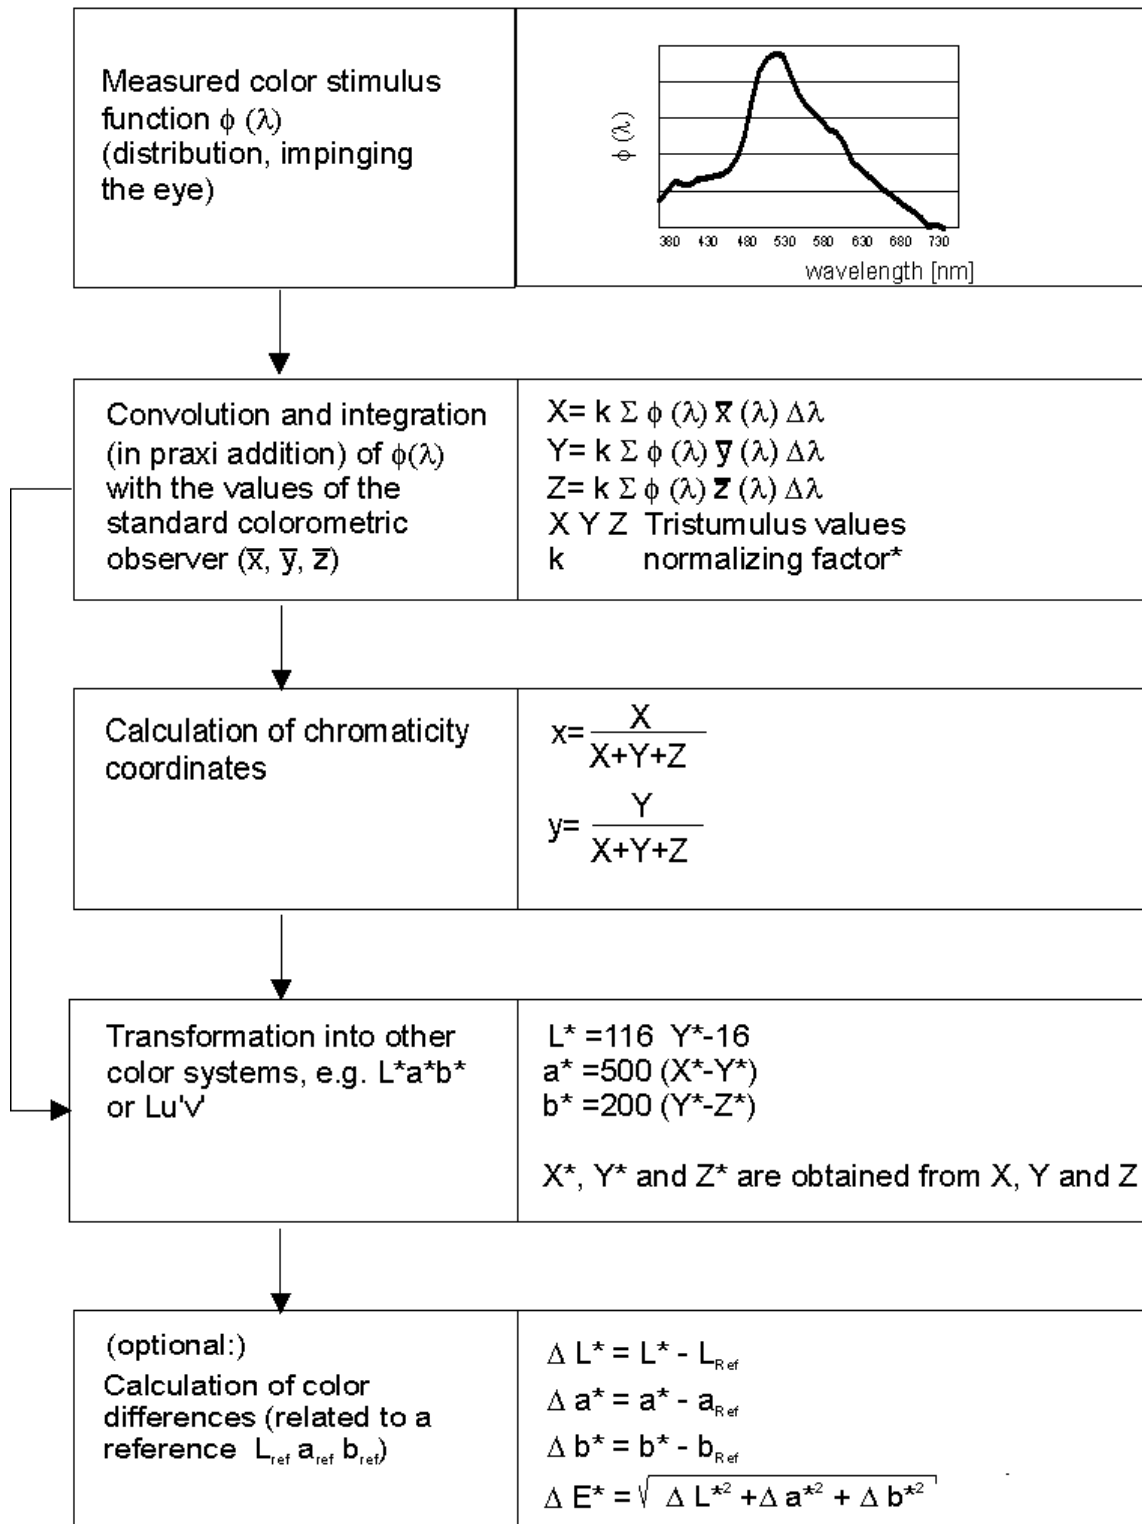 Measured color stimulus
function ϕ (λ)
(distribution, impinging
the eye)
ϕ (λ)
380 430 480 530 580 630 680 730
wavelength [nm]
Convolution and integration
(in praxi addition) of ϕ(λ)
with the values of the
standard colorometric
observer (x̅, y̅, z̅)
X= k Σ ϕ (λ) x̅ (λ) Δλ
Y= k Σ ϕ (λ) y̅ (λ) Δλ
Z= k Σ ϕ (λ) z̅ (λ) Δλ
X Y Z Tristumulus values
k normalizing factor*
Calculation of chromaticity
coordinates
x= X
X+Y+Z
y= Y
X+Y+Z
Transformation into other
color systems, e.g. L*a*b*
or Lu'v'
L* =116 Y*-16
a* =500 (X*-Y*)
b* =200 (Y*-Z*)
X*, Y* and Z* are obtained from X, Y and Z
(optional:)
Calculation of color
differences (related to a
reference L_ref a_ref b_ref)
Δ L* = L* - L_Ref
Δ a* = a* - a_Ref
Δ b* = b* - b_Ref
Δ E* = √ Δ L*² +Δ a*² + Δ b*²